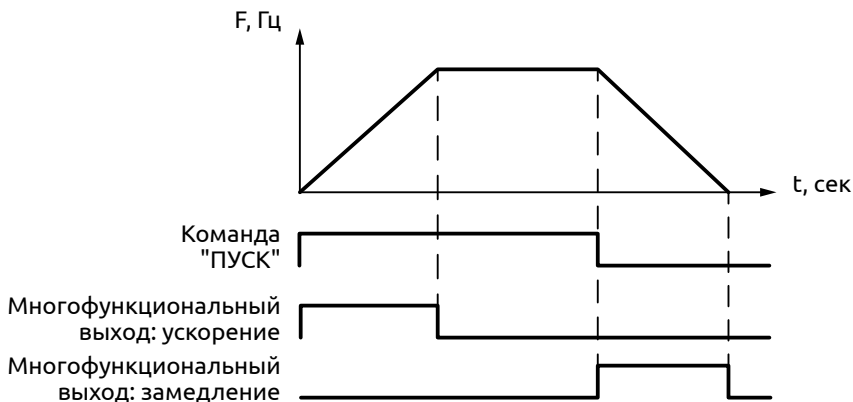 F, Гц
t, сек
Команда
"ПУСК"
Многофункциональный
выход: ускорение
Многофункциональный
выход: замедление